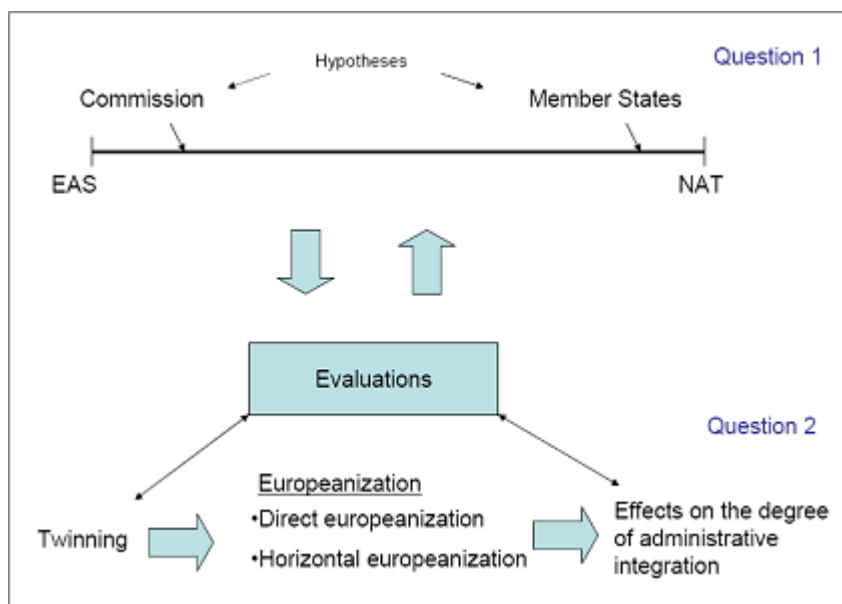 Hypotheses
Question 1
Commission
Member States
EAS
NAT
Evaluations
Question 2
Europeanization
•Direct europeanization
•Horizontal europeanization
Twinning
Effects on the degree
of administrative
integration